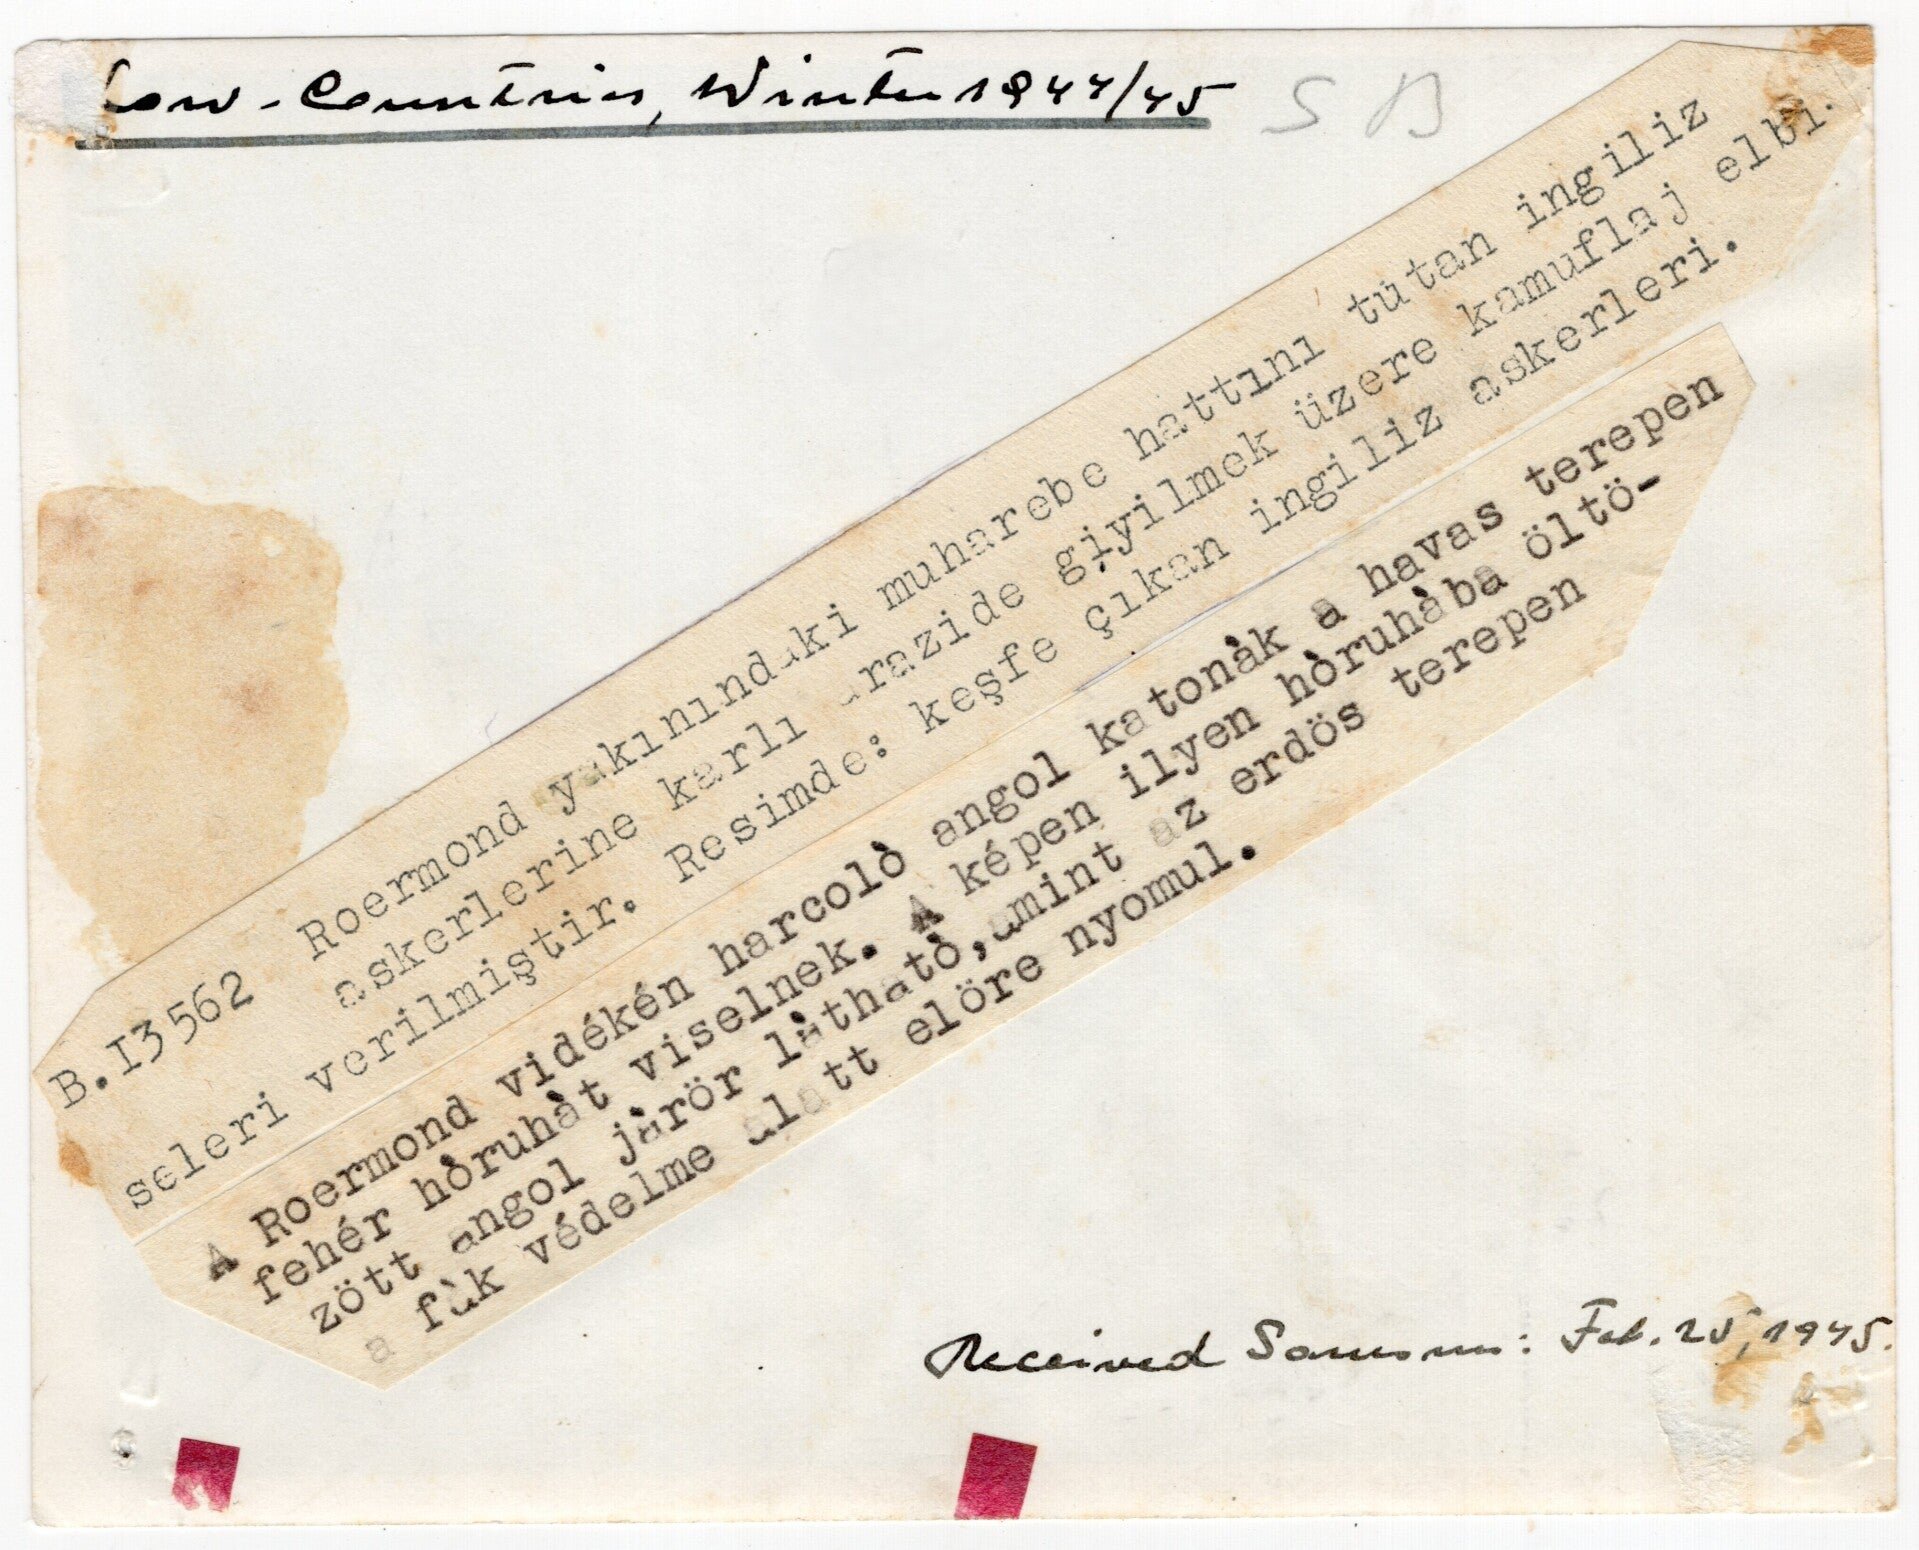 Low-Countries, Winter 1944/45
S B
B.I3562 Roermond yakınındaki muharebe hattını tutan ingiliz
askerlerine karlı arazide giyilmek üzere kamuflaj elbi-
seleri verilmiştir. Resimde: keşfe çıkan ingiliz askerleri.
A Roermond vidékén harcolò angol katonàk a havas terepen
fehér hòruhàt viselnek. A képen ilyen hòruhàba öltö-
zött angol jàrör làthatò,amint az erdös terepen
a fàk védelme alatt elöre nyomul.
Received Samsun: Feb. 25, 1945.